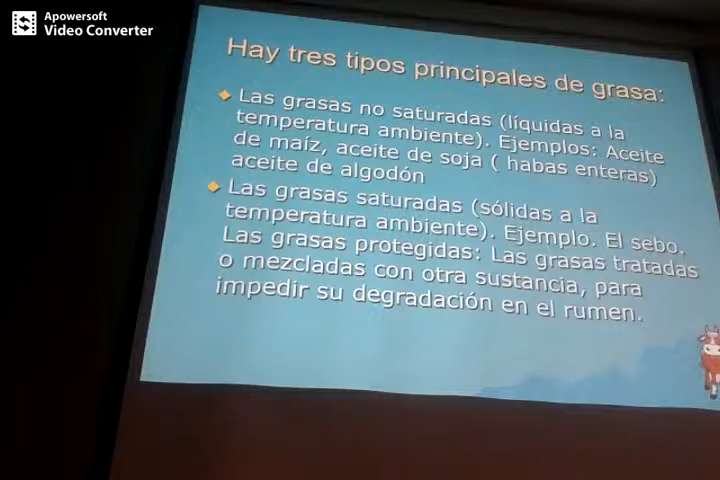 Apowersoft
Video Converter
Hay tres tipos principales de grasa:
Las grasas no saturadas (líquidas a la
temperatura ambiente). Ejemplos: Aceite
de maíz, aceite de soja ( habas enteras)
aceite de algodón
Las grasas saturadas (sólidas a la
temperatura ambiente). Ejemplo. El sebo.
Las grasas protegidas: Las grasas tratadas
o mezcladas con otra sustancia, para
impedir su degradación en el rumen.